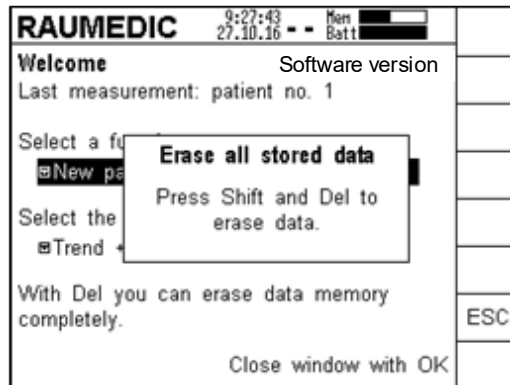 RAUMEDIC 9:27:43 Mem
27.10.16 - - Batt
Welcome Software version
Last measurement: patient no. 1
Select a fu
New pa
Erase all stored data
Press Shift and Del to
erase data.
Select the
Trend
With Del you can erase data memory
completely.
ESC
Close window with OK